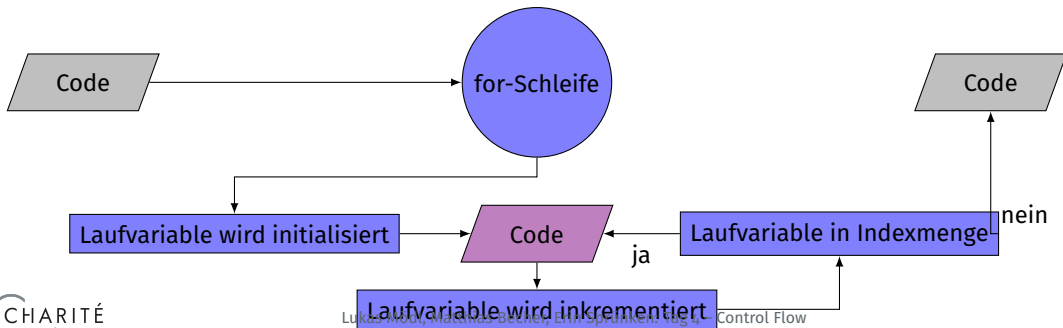 Code
for-Schleife
Code
Laufvariable wird initialisiert
Code
ja
Laufvariable in Indexmenge
nein
Laufvariable wird inkrementiert
CHARITÉ
Control Flow